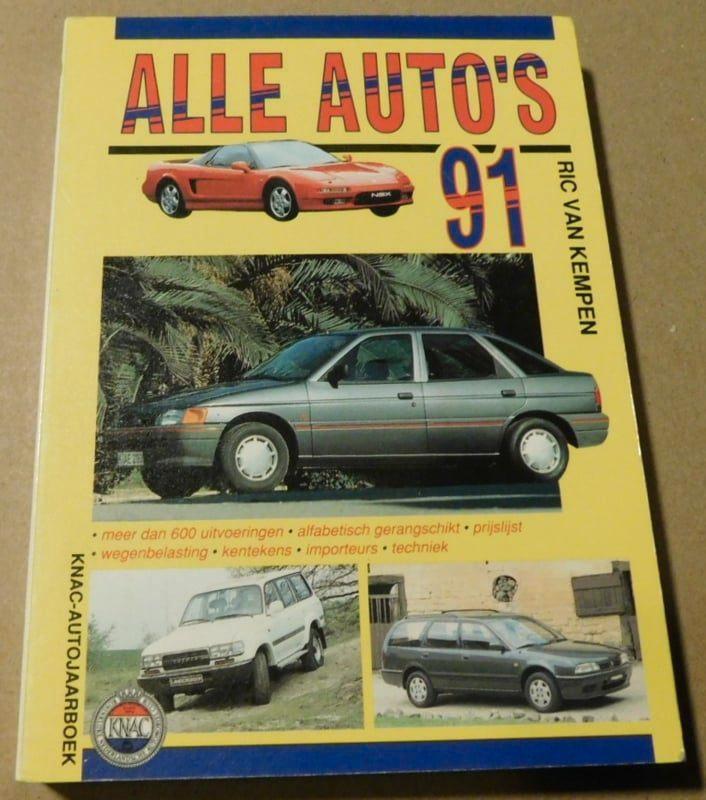 ALLE AUTO'S
91
NSX
RIC VAN KEMPEN
• meer dan 600 uitvoeringen • alfabetisch gerangschikt • prijslijst
• wegenbelasting • kentekens • importeurs • techniek
KNAC-AUTOJAARBOEK
KNAC